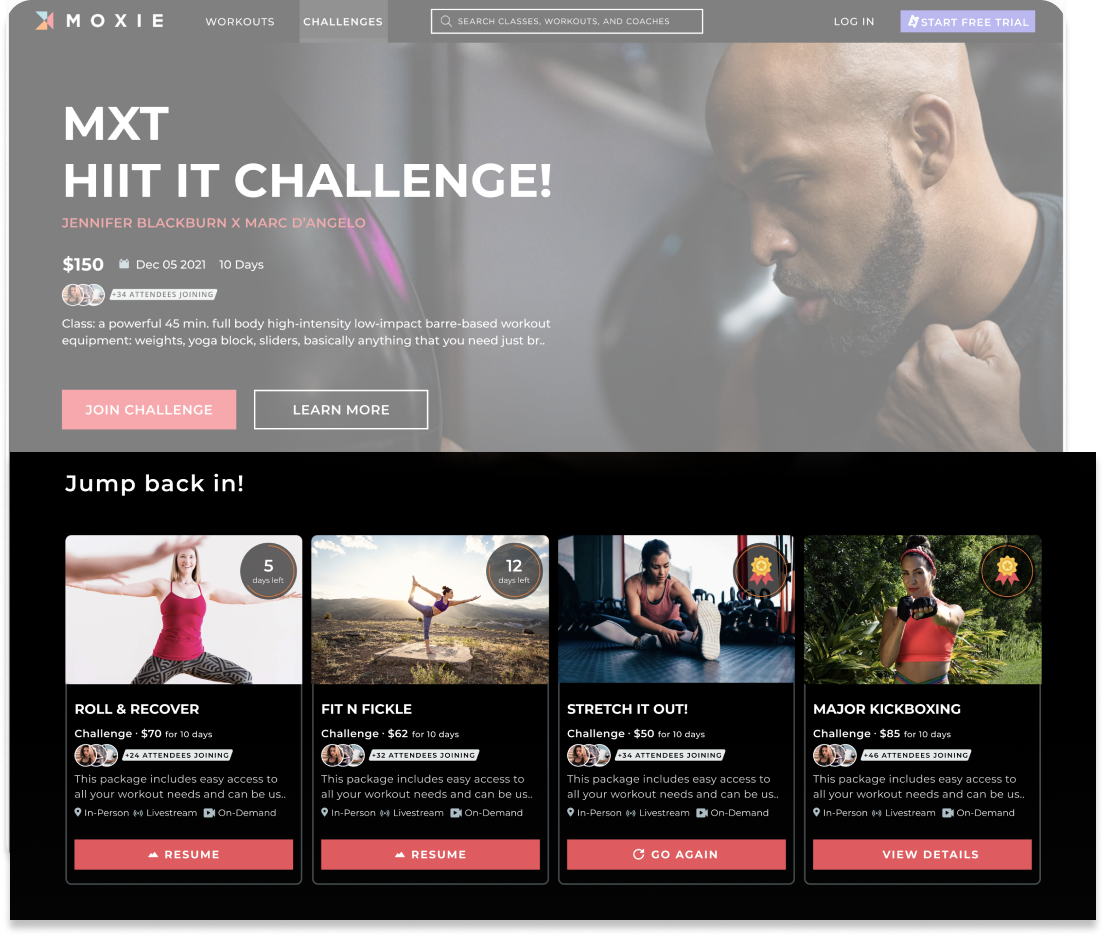 MOXIE
WORKOUTS
CHALLENGES
SEARCH CLASSES, WORKOUTS, AND COACHES
LOG IN
START FREE TRIAL
MXT
HIIT IT CHALLENGE!
JENNIFER BLACKBURN X MARC D'ANGELO
$150 Dec 05 2021 10 Days
+34 ATTENDEES JOINING
Class: a powerful 45 min. full body high-intensity low-impact barre-based workout
equipment: weights, yoga block, sliders, basically anything that you need just br..
JOIN CHALLENGE
LEARN MORE
Jump back in!
5
days left
ROLL & RECOVER
Challenge · $70 for 10 days
+24 ATTENDEES JOINING
This package includes easy access to
all your workout needs and can be us..
In-Person Livestream On-Demand
RESUME
12
days left
FIT N FICKLE
Challenge · $62 for 10 days
+32 ATTENDEES JOINING
This package includes easy access to
all your workout needs and can be us..
In-Person Livestream On-Demand
RESUME
STRETCH IT OUT!
Challenge · $50 for 10 days
+34 ATTENDEES JOINING
This package includes easy access to
all your workout needs and can be us..
In-Person Livestream On-Demand
GO AGAIN
MAJOR KICKBOXING
Challenge · $85 for 10 days
+46 ATTENDEES JOINING
This package includes easy access to
all your workout needs and can be us..
In-Person Livestream On-Demand
VIEW DETAILS